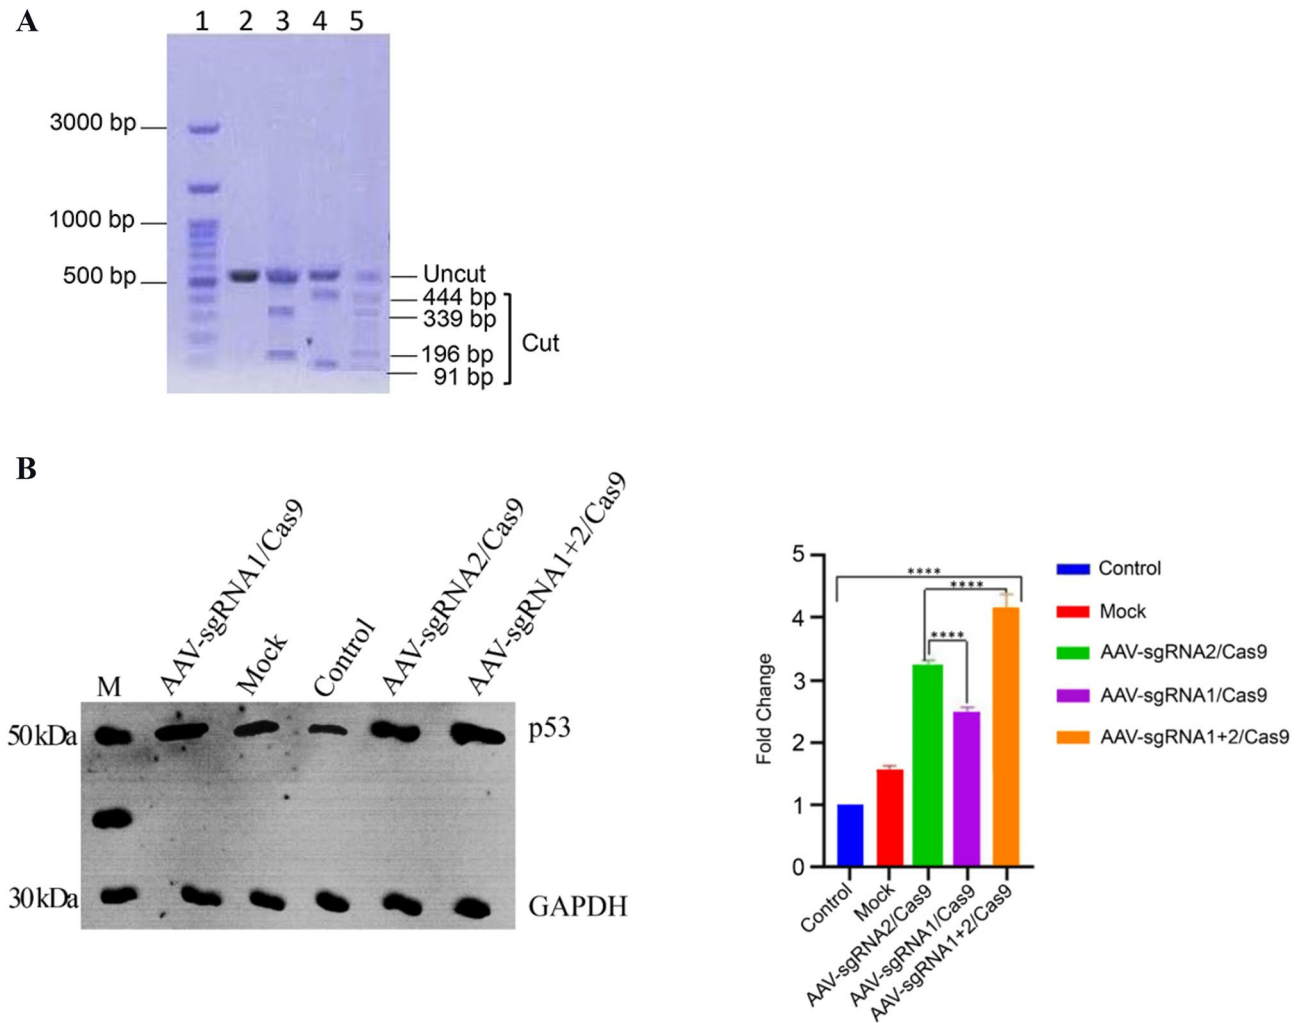 A
1 2 3 4 5
3000 bp
1000 bp
500 bp
Uncut
444 bp
339 bp
196 bp
91 bp
Cut
B
M
AAV-sgRNA1/Cas9
Mock
Control
AAV-sgRNA2/Cas9
AAV-sgRNA1+2/Cas9
50kDa
30kDa
p53
GAPDH
Fold Change
5
4
3
2
1
0
****
****
****
Control
Mock
AAV-sgRNA2/Cas9
AAV-sgRNA1/Cas9
AAV-sgRNA1+2/Cas9
Control
Mock
AAV-sgRNA2/Cas9
AAV-sgRNA1/Cas9
AAV-sgRNA1+2/Cas9